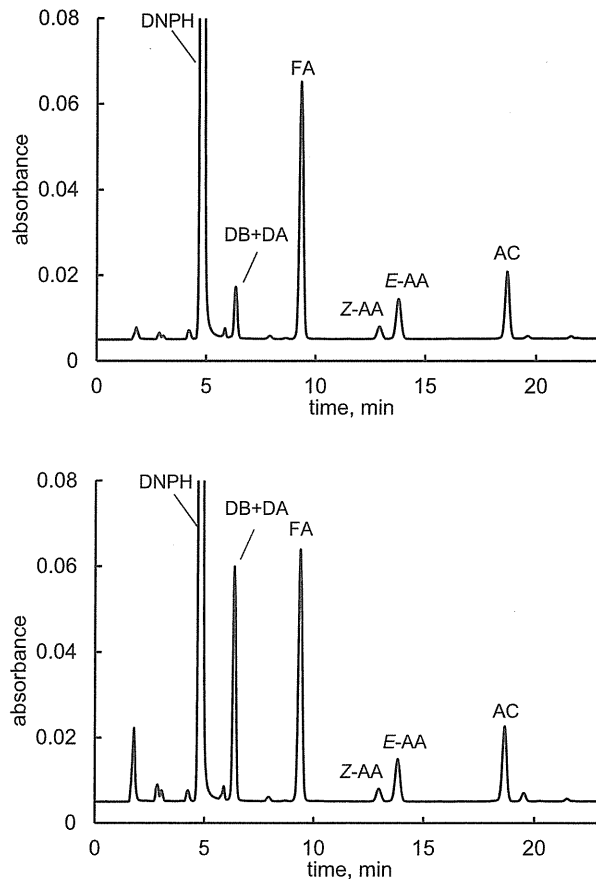 0.08
DNPH
FA
0.06
absorbance
0.04
DB+DA
AC
0.02
E-AA
Z-AA
0
0 5 10 15 20
time, min
0.08
DNPH
DB+DA
FA
0.06
absorbance
0.04
AC
0.02
E-AA
Z-AA
0
0 5 10 15 20
time, min